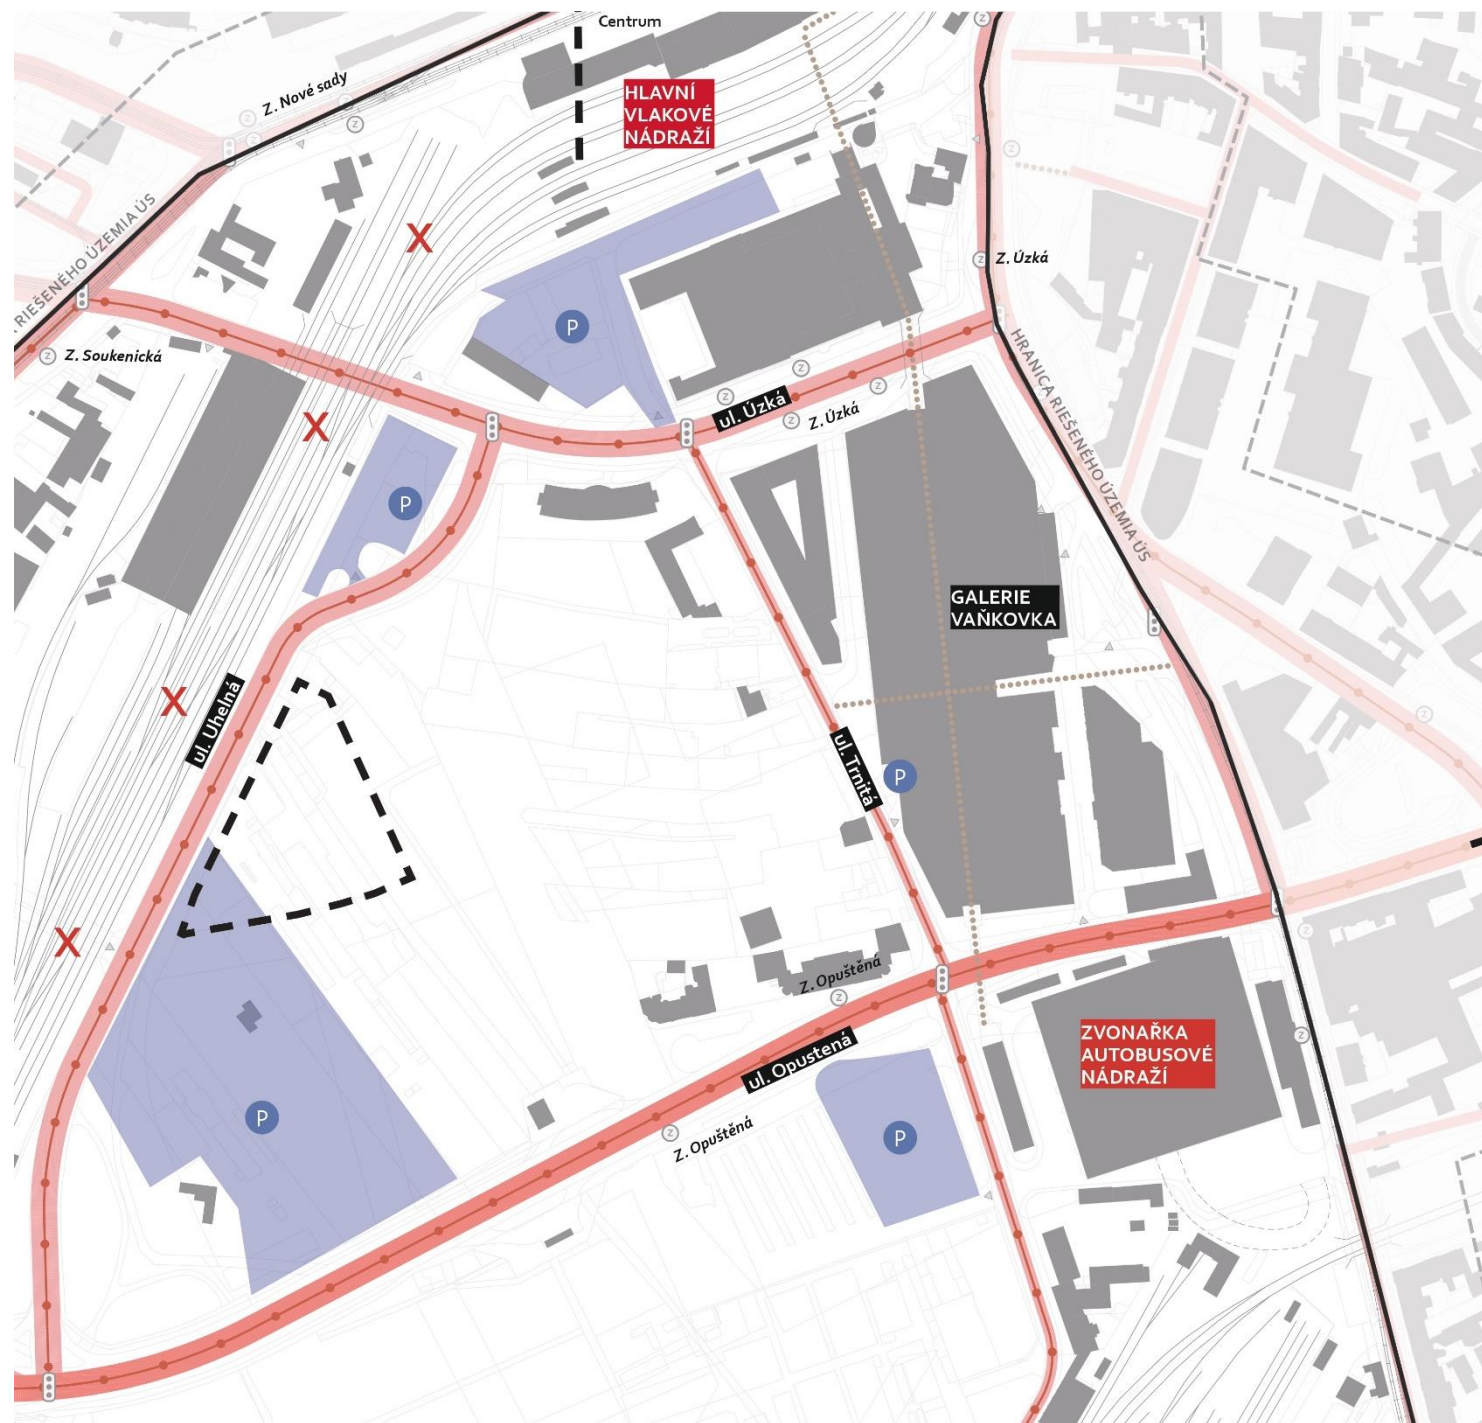 Centrum
Z. Nové sady
HLAVNÍ
VLAKOVÉ
NÁDRAŽÍ
RIEŠENÉHO ÚZEMIA ÚS
Z. Úzká
Z. Soukenická
P
HRANICA RIEŠENÉHO ÚZEMIA ÚS
ul. Úzká
Z. Úzká
P
GALERIE
VAŇKOVKA
ul. Uhelná
ul. Trnitá
P
Z. Opuštěná
ul. Opustená
ZVONAŘKA
AUTOBUSOVÉ
NÁDRAŽÍ
P
Z. Opuštěná
P
X
X
X
X